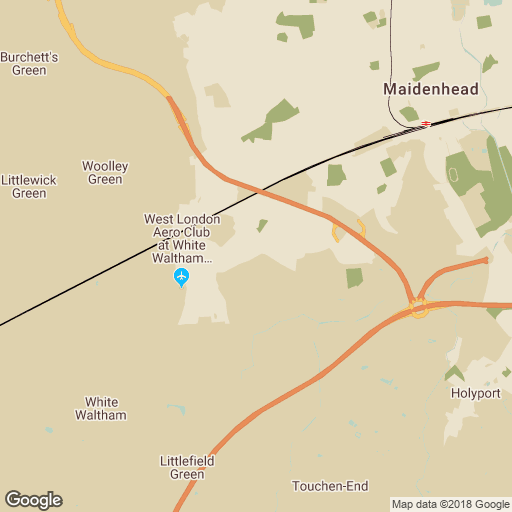 Burchett's
Green
Maidenhead
Woolley
Green
Littlewick
Green
West London
Aero Club
at White
Waltham...
White
Waltham
Holyport
Littlefield
Green
Touchen-End
Google
Map data ©2018 Google